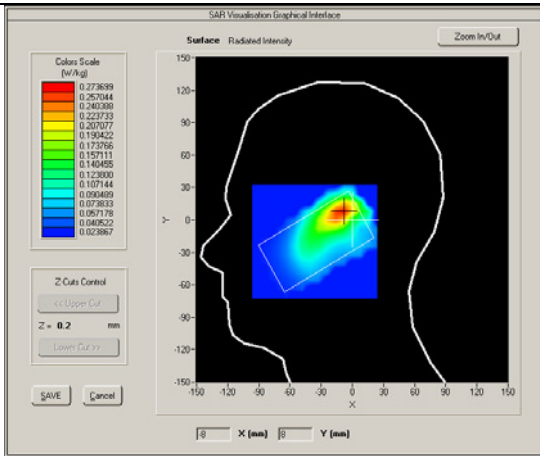 SAR Visualisation Graphical Interface
Surface Radiated Intensity
Zoom In/Out
Colors Scale
(W/kg)
0.273699
0.257044
0.240388
0.223733
0.207077
0.190422
0.173766
0.157111
0.140455
0.123800
0.107144
0.090489
0.073833
0.057178
0.040522
0.023867
Z Cuts Control
<< Upper Cut
Z = 0.2 mm
Lower Cut >>
SAVE Cancel
150
120
90
60
30
0
-30
-60
-90
-120
-150
Y
-150 -120 -90 -60 -30 0 30 60 90 120 150
X
-8 X (mm) 8 Y (mm)